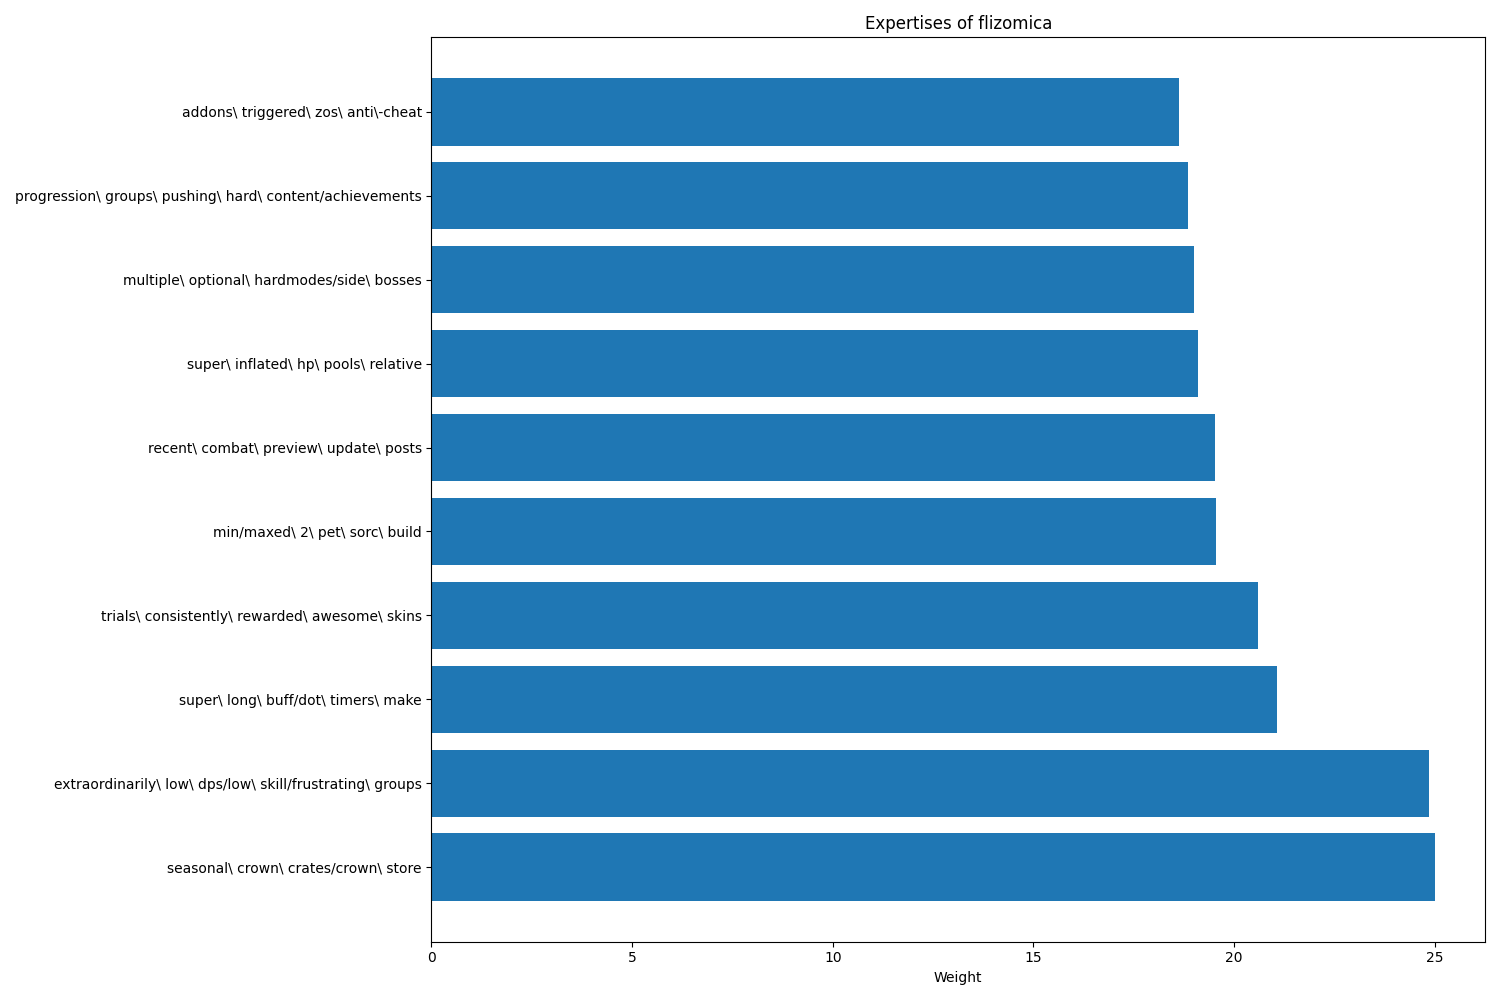 Expertises of flizomica
addons\ triggered\ zos\ anti\-cheat
progression\ groups\ pushing\ hard\ content/achievements
multiple\ optional\ hardmodes/side\ bosses
super\ inflated\ hp\ pools\ relative
recent\ combat\ preview\ update\ posts
min/maxed\ 2\ pet\ sorc\ build
trials\ consistently\ rewarded\ awesome\ skins
super\ long\ buff/dot\ timers\ make
extraordinarily\ low\ dps/low\ skill/frustrating\ groups
seasonal\ crown\ crates/crown\ store
0 5 10 15 20 25
Weight